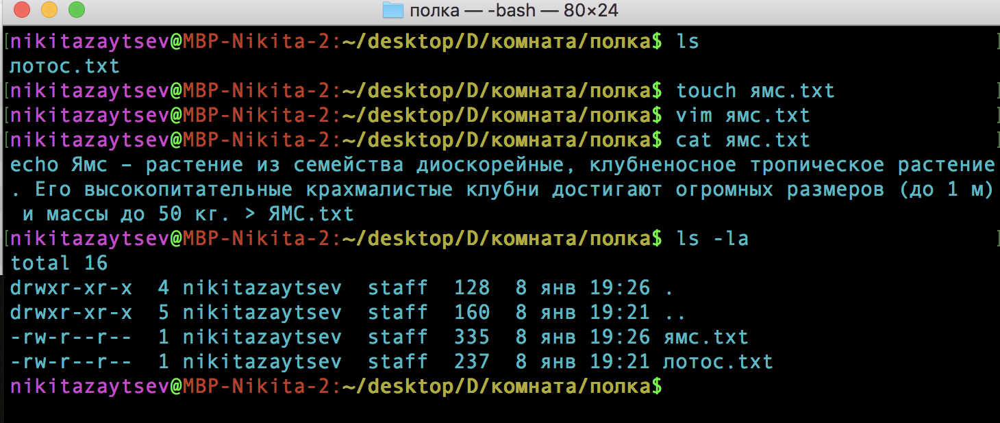 полка — -bash — 80×24
nikitazaytsev@MBP-Nikita-2:~/desktop/D/комната/полка$ ls
лотос.txt
nikitazaytsev@MBP-Nikita-2:~/desktop/D/комната/полка$ touch ямс.txt
nikitazaytsev@MBP-Nikita-2:~/desktop/D/комната/полка$ vim ямс.txt
nikitazaytsev@MBP-Nikita-2:~/desktop/D/комната/полка$ cat ямс.txt
echo Ямс – растение из семейства диоскорейные, клубненосное тропическое растение
. Его высокопитательные крахмалистые клубни достигают огромных размеров (до 1 м)
 и массы до 50 кг. > ЯМС.txt
nikitazaytsev@MBP-Nikita-2:~/desktop/D/комната/полка$ ls -la
total 16
drwxr-xr-x  4 nikitazaytsev  staff  128  8 янв 19:26 .
drwxr-xr-x  5 nikitazaytsev  staff  160  8 янв 19:21 ..
-rw-r--r--  1 nikitazaytsev  staff  335  8 янв 19:26 ямс.txt
-rw-r--r--  1 nikitazaytsev  staff  237  8 янв 19:21 лотос.txt
nikitazaytsev@MBP-Nikita-2:~/desktop/D/комната/полка$